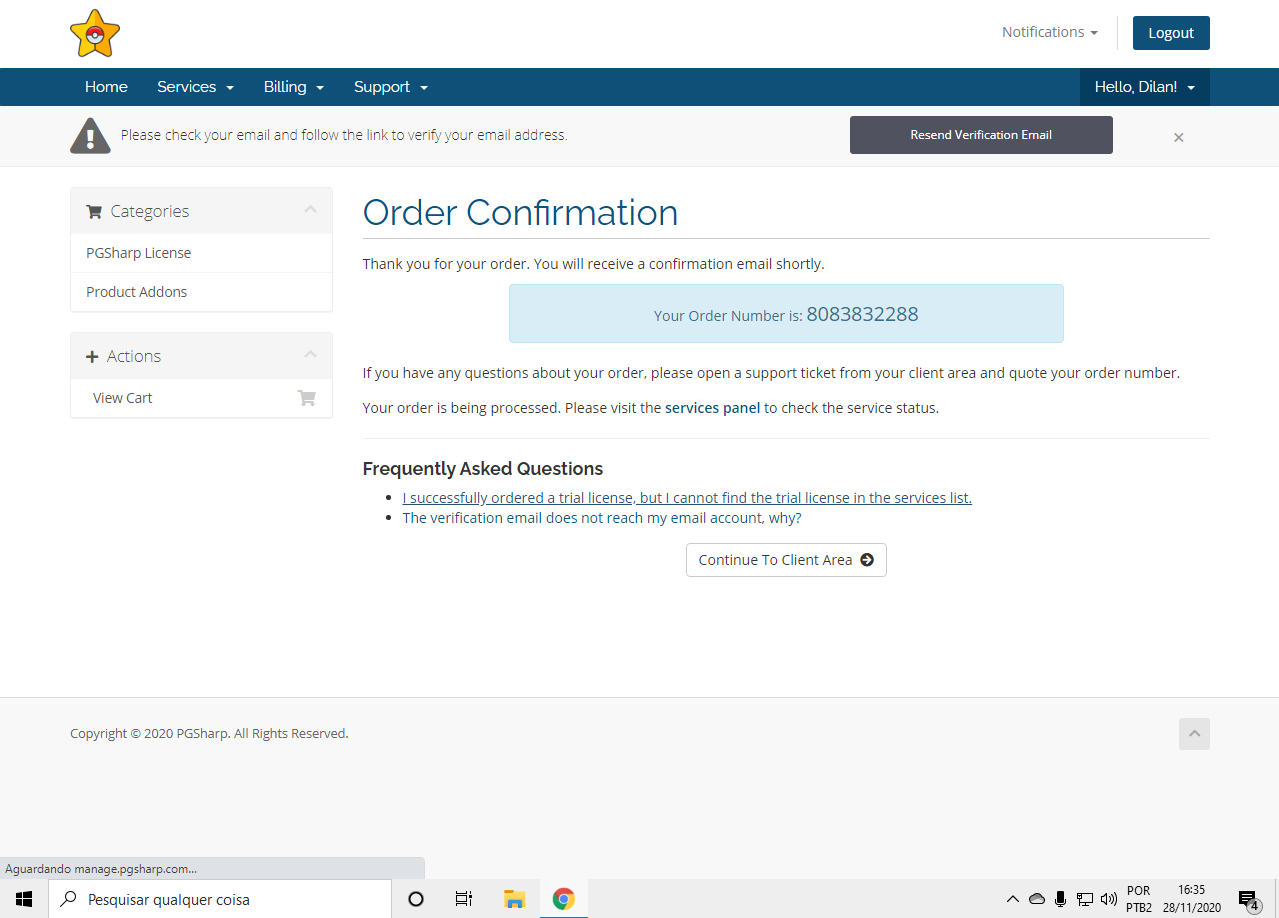 Notifications
Logout
Home
Services
Billing
Support
Hello, Dilan!
Please check your email and follow the link to verify your email address.
Resend Verification Email
×
Categories
PGSharp License
Product Addons
Actions
View Cart
Order Confirmation
Thank you for your order. You will receive a confirmation email shortly.
Your Order Number is: 8083832288
If you have any questions about your order, please open a support ticket from your client area and quote your order number.
Your order is being processed. Please visit the services panel to check the service status.
Frequently Asked Questions
I successfully ordered a trial license, but I cannot find the trial license in the services list.
The verification email does not reach my email account, why?
Continue To Client Area
Copyright © 2020 PGSharp. All Rights Reserved.
Aguardando manage.pgsharp.com...
Pesquisar qualquer coisa
POR
PTB2
16:35
28/11/2020
4